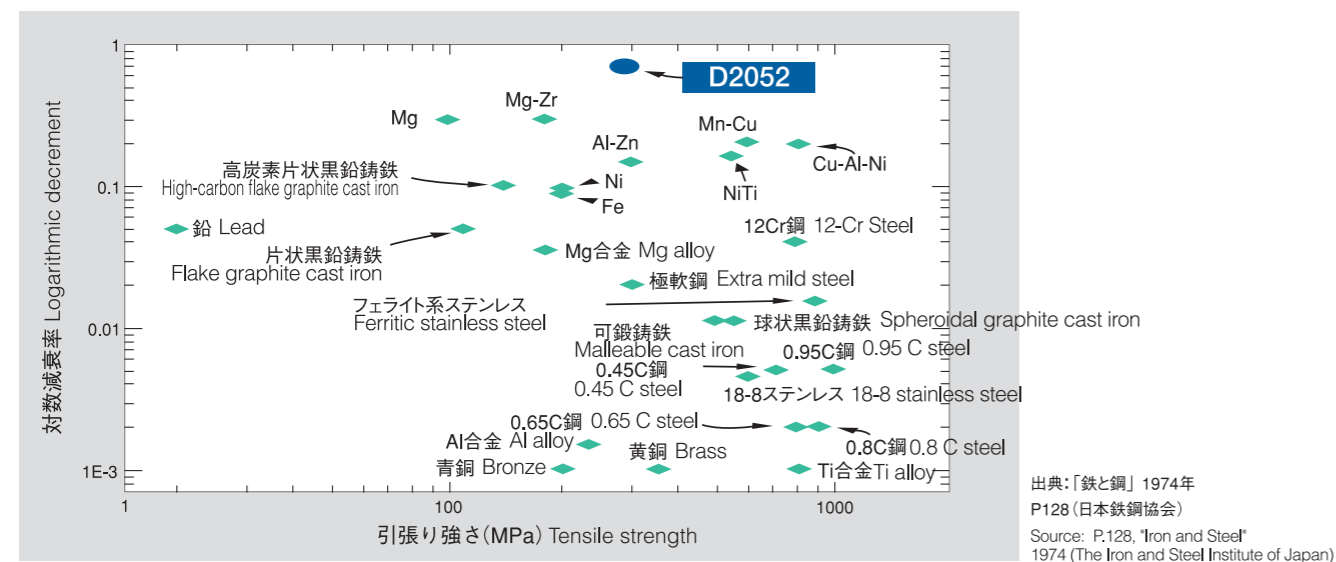 対数減衰率 Logarithmic decrement
1
0.1
0.01
1E-3
D2052
Mg
Mg-Zr
Al-Zn
Mn-Cu
Cu-Al-Ni
NiTi
高炭素片状黒鉛鋳鉄
High-carbon flake graphite cast iron
Ni
Fe
鉛 Lead
片状黒鉛鋳鉄
Flake graphite cast iron
12Cr鋼 12-Cr Steel
Mg合金 Mg alloy
極軟鋼 Extra mild steel
フェライト系ステンレス
Ferritic stainless steel
球状黒鉛鋳鉄 Spheroidal graphite cast iron
可鍛鋳鉄
Malleable cast iron
0.95C鋼 0.95 C steel
0.45C鋼
0.45 C steel
18-8ステンレス 18-8 stainless steel
0.65C鋼 0.65 C steel
0.8C鋼 0.8 C steel
Al合金 Al alloy
黄銅 Brass
青銅 Bronze
Ti合金 Ti alloy
1
100
1000
引張り強さ(MPa) Tensile strength
出典:「鉄と鋼」 1974年
P128(日本鉄鋼協会)
Source: P.128, "Iron and Steel"
1974 (The Iron and Steel Institute of Japan)